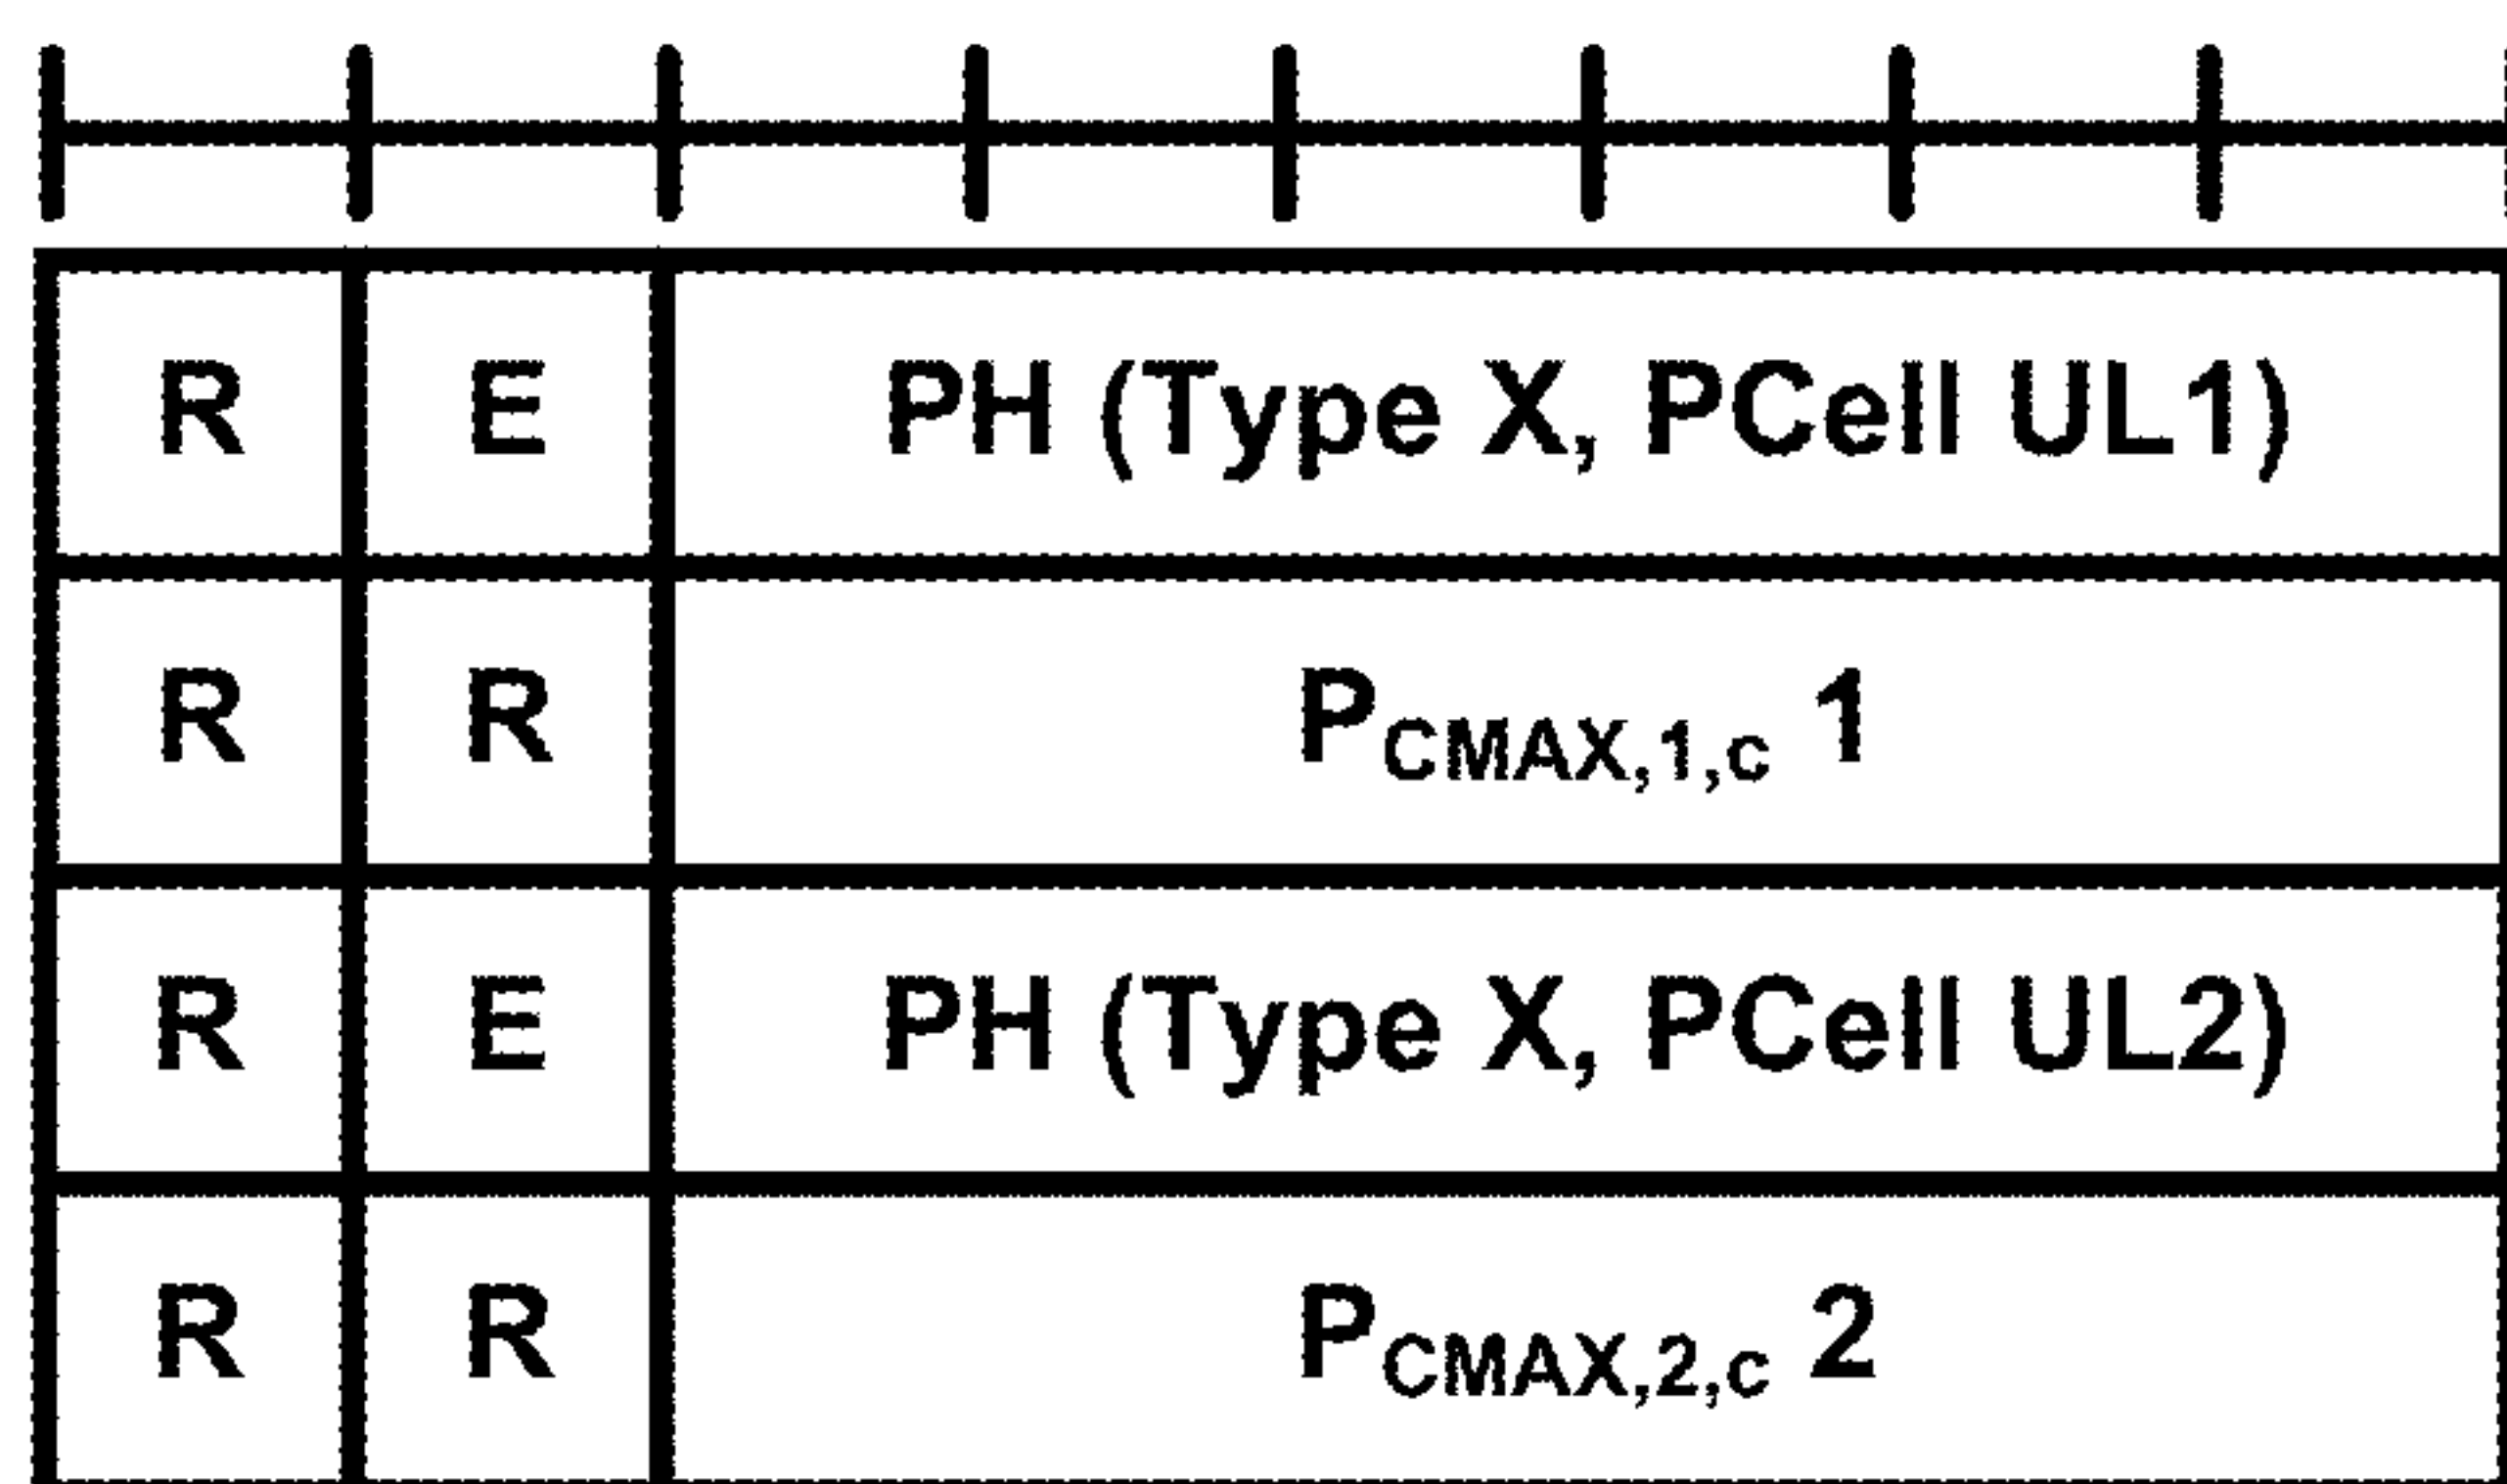 R E PH (Type X, PCell UL1)
R R PCMAX,1,c 1
R E PH (Type X, PCell UL2)
R R PCMAX,2,c 2